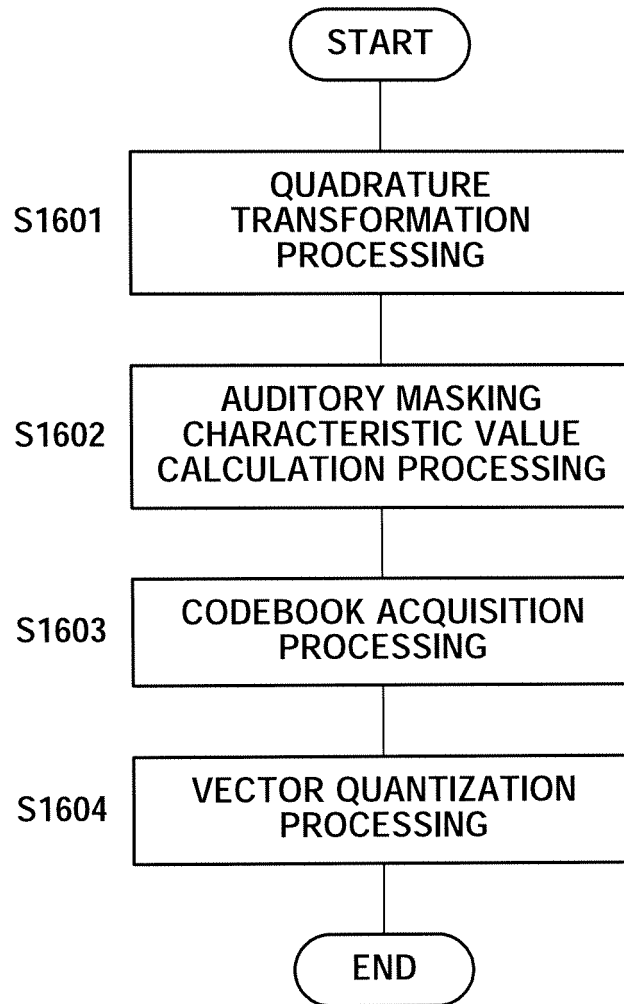 START
S1601
QUADRATURE
TRANSFORMATION
PROCESSING
S1602
AUDITORY MASKING
CHARACTERISTIC VALUE
CALCULATION PROCESSING
S1603
CODEBOOK ACQUISITION
PROCESSING
S1604
VECTOR QUANTIZATION
PROCESSING
END